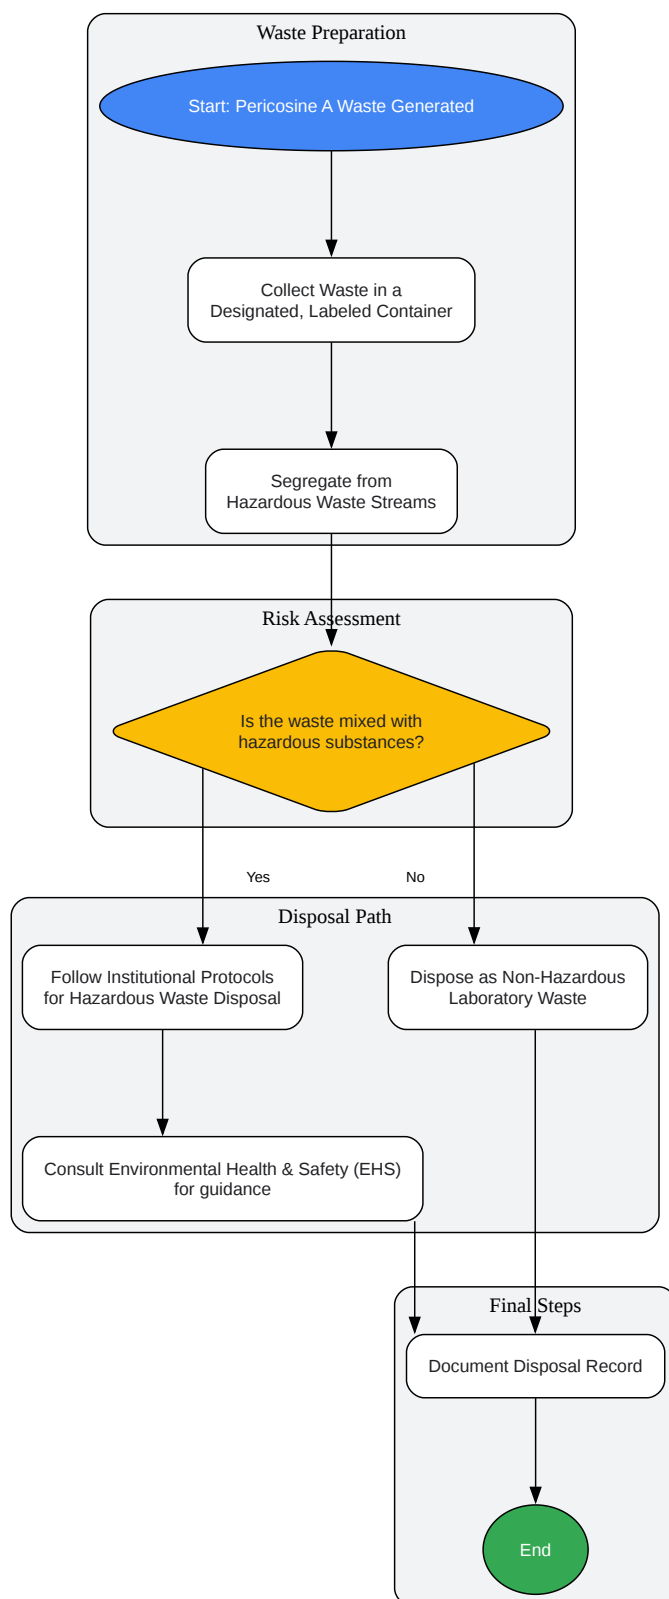 Waste Preparation
Start: Pericosine A Waste Generated
Collect Waste in a
Designated, Labeled Container
Segregate from
Hazardous Waste Streams
Risk Assessment
Is the waste mixed with
hazardous substances?
Yes
No
Disposal Path
Follow Institutional Protocols
for Hazardous Waste Disposal
Dispose as Non-Hazardous
Laboratory Waste
Consult Environmental Health & Safety (EHS)
for guidance
Final Steps
Document Disposal Record
End